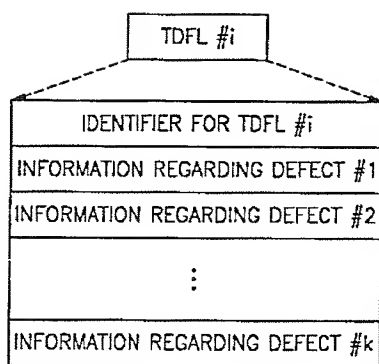 TDFL #i
IDENTIFIER FOR TDFL #i
INFORMATION REGARDING DEFECT #1
INFORMATION REGARDING DEFECT #2
⋮
INFORMATION REGARDING DEFECT #k